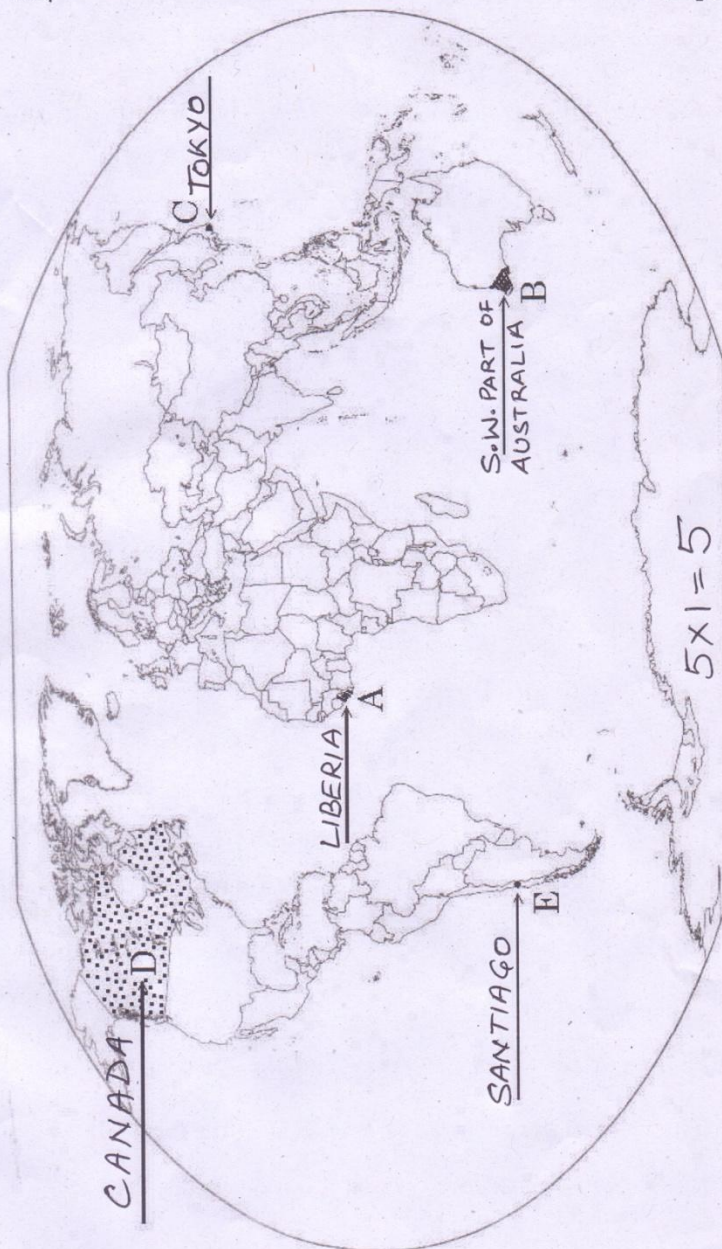 CANADA
D
C
TOKYO
LIBERIA
A
S.W. PART OF
AUSTRALIA
B
SANTIAGO
E
5×1=5